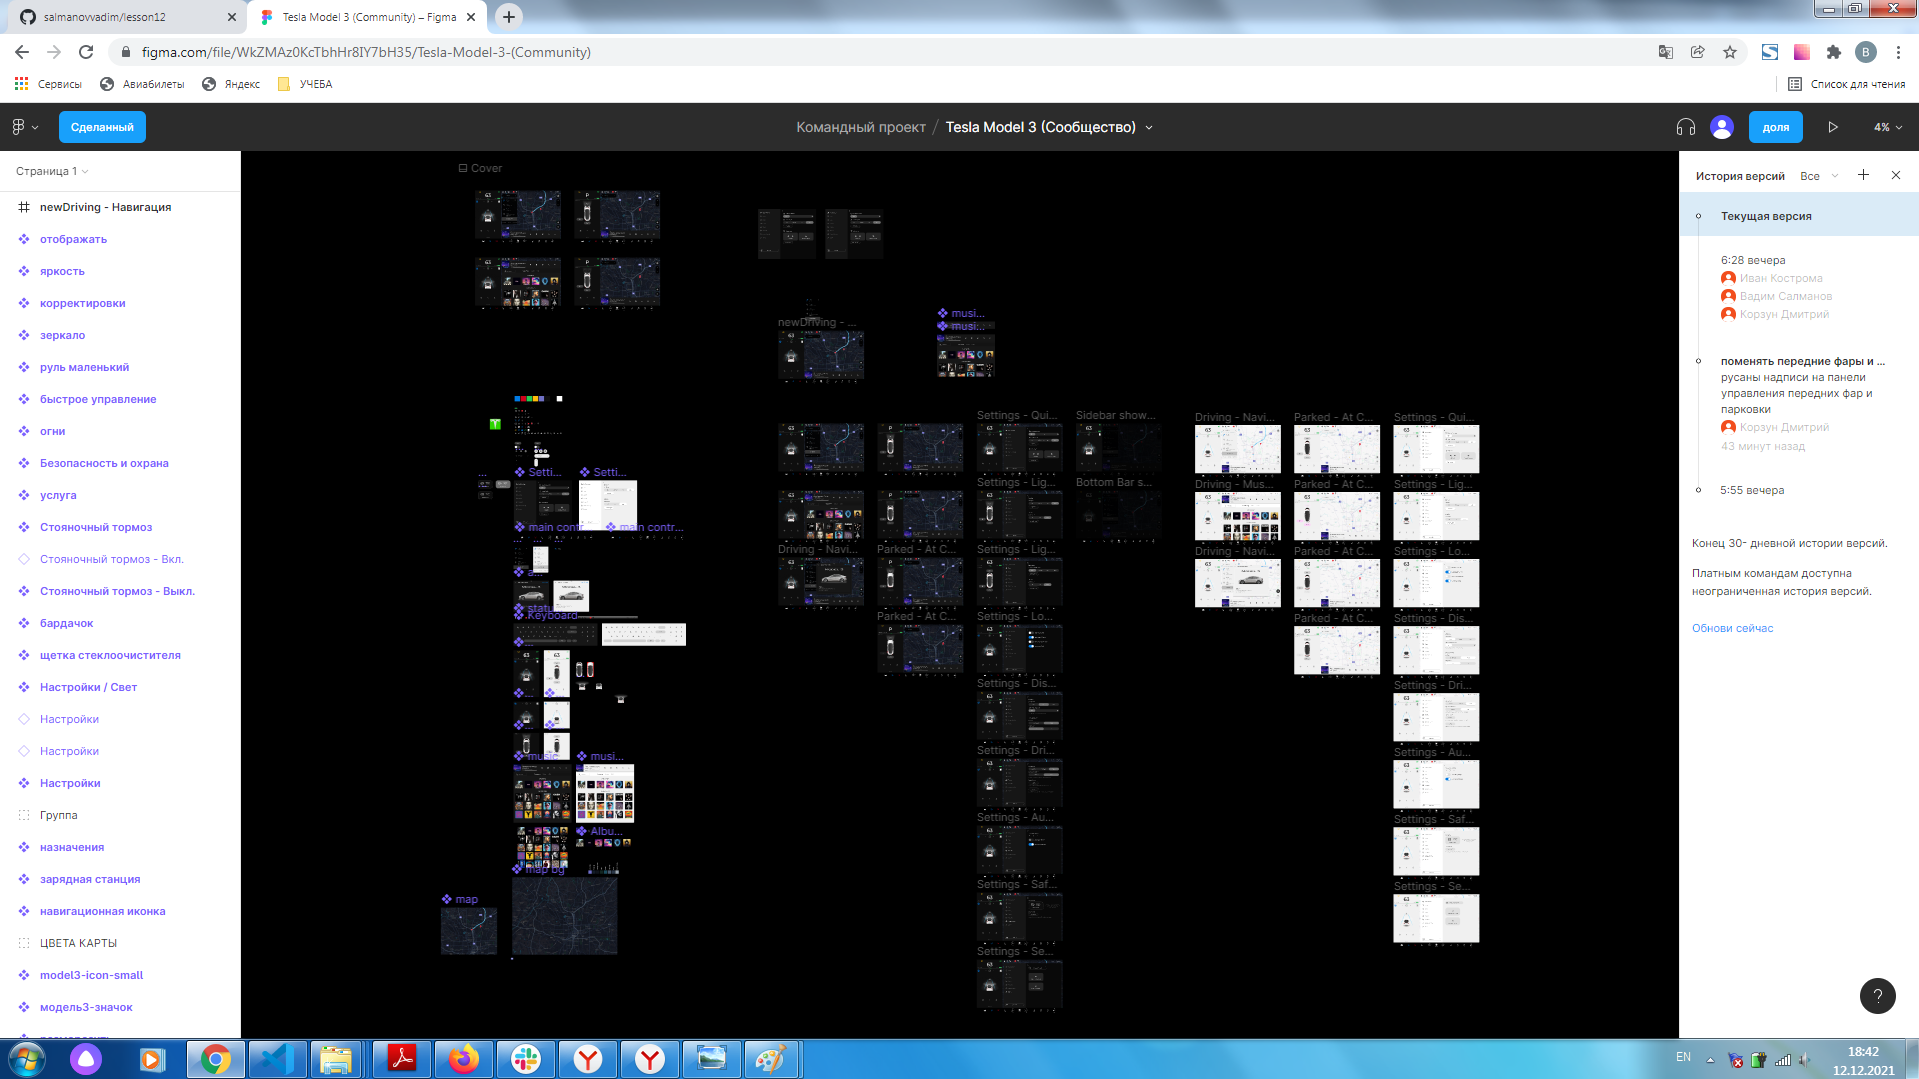 salmanovvadim/lesson12
Tesla Model 3 (Community) – Figma
figma.com/file/WkZMAz0KcTbhHr8IY7bH35/Tesla-Model-3-(Community)
B
Сервисы
Авиабилеты
Яндекс
УЧЕБА
Список для чтения
Сделанный
Командный проект / Tesla Model 3 (Сообщество)
доля
4%
Страница 1
newDriving - Навигация
отображать
яркость
корректировки
зеркало
руль маленький
быстрое управление
огни
Безопасность и охрана
услуга
Стояночный тормоз
Стояночный тормоз - Вкл.
Стояночный тормоз - Выкл.
бардачок
щетка стеклоочистителя
Настройки / Свет
Настройки
Настройки
Настройки
Группа
назначения
зарядная станция
навигационная иконка
ЦВЕТА КАРТЫ
model3-icon-small
модель3-значок
Cover
newDriving - ...
musi...
musi...
Setti...
Setti...
main contr
main contr...
a
statu
Keyboard
music
musi...
Albu...
map bg
map
Driving - Navi...
Parked - At C...
Parked - At C...
Settings - Qui...
Settings - Lig...
Settings - Lig...
Settings - Lo...
Settings - Dis...
Settings - Dri...
Settings - Au...
Settings - Saf...
Settings - Se...
Sidebar show...
Bottom Bar s...
Driving - Navi...
Driving - Mus...
Driving - Navi...
Parked - At C...
Parked - At C...
Parked - At C...
Parked - At C...
Settings - Qui...
Settings - Lig...
Settings - Lo...
Settings - Dis...
Settings - Dri...
Settings - Au...
Settings - Saf...
Settings - Se...
История версий
Все
Текущая версия
6:28 вечера
Иван Кострома
Вадим Салманов
Корзун Дмитрий
поменять передние фары и ...
русаны надписи на панели
управления передних фар и
парковки
Корзун Дмитрий
43 минут назад
5:55 вечера
Конец 30- дневной истории версий.
Платным командам доступна
неограниченная история версий.
Обнови сейчас
?
EN
18:42
12.12.2021